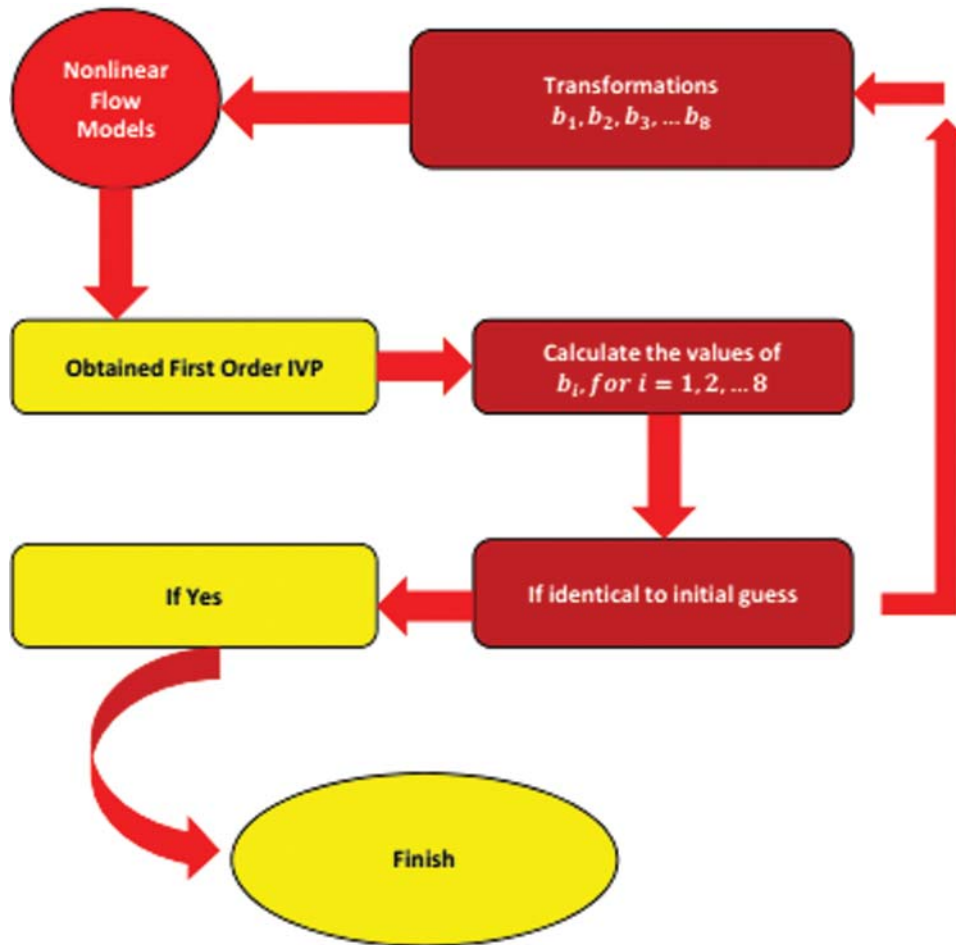 Nonlinear
Flow
Models
Transformations
b₁, b₂, b₃, … b₈
Obtained First Order IVP
Calculate the values of
bᵢ, for i = 1, 2, … 8
If Yes
If identical to initial guess
Finish